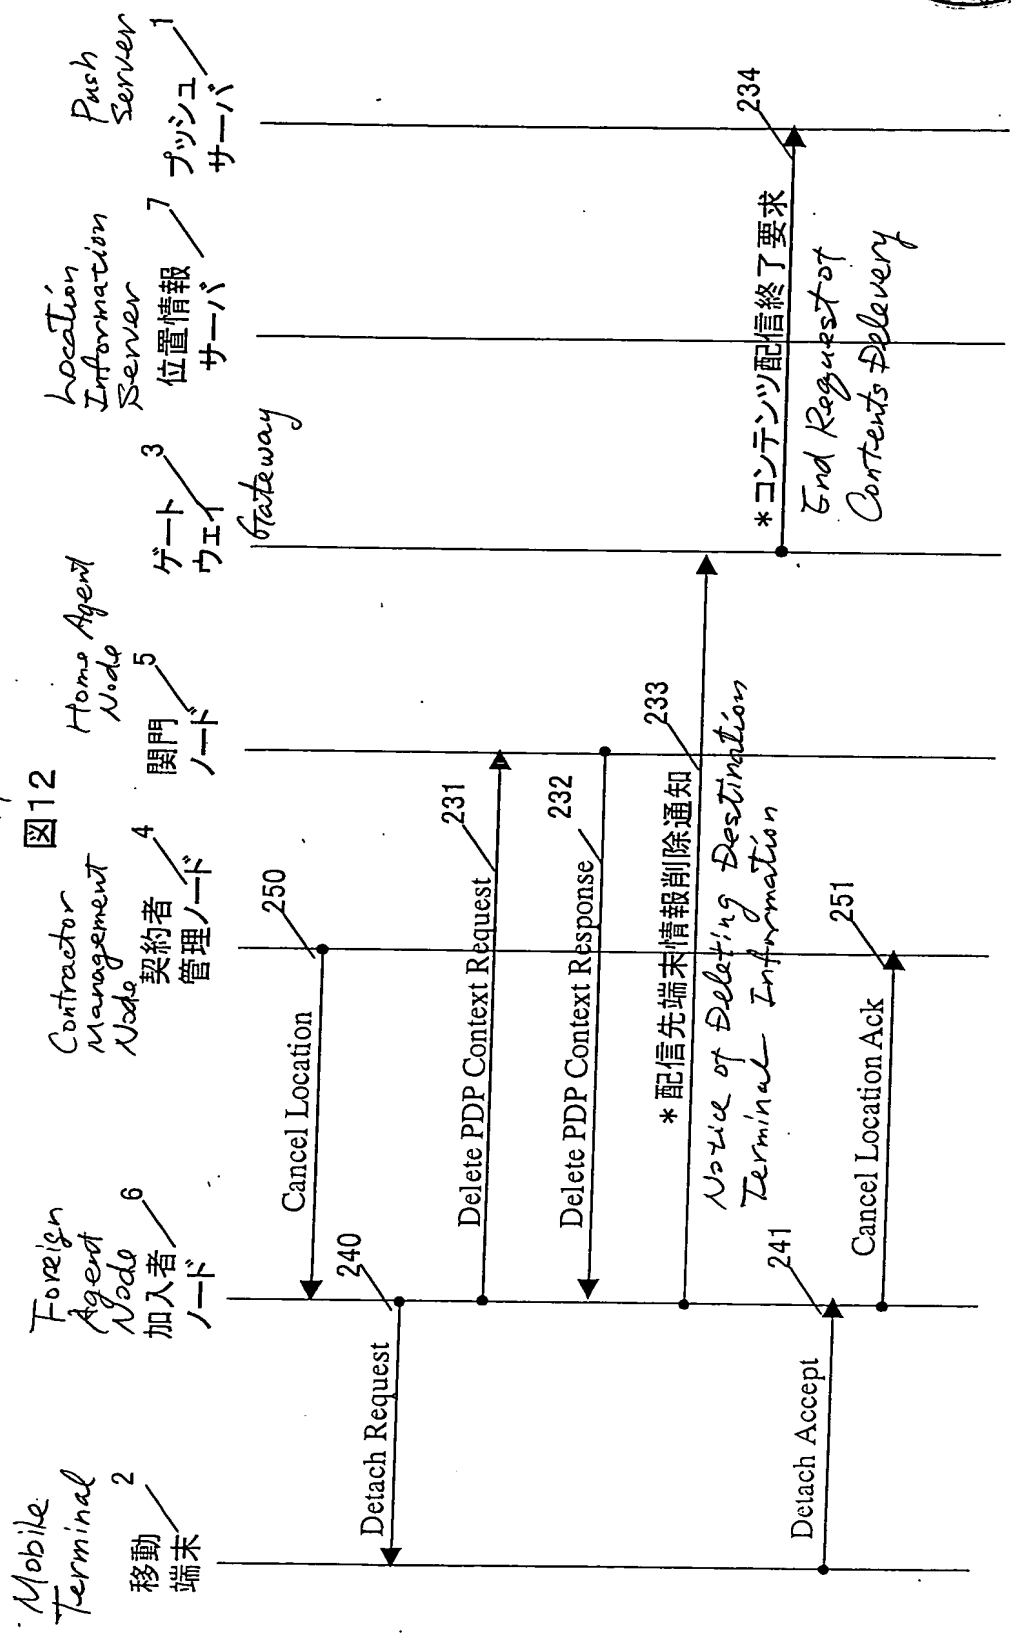 図12
Mobile
Terminal
2
移動
端末
Foreign
Agent
Node
6
加入者
ノード
Contractor
Management
Node
4
契約者
管理ノード
Home Agent
Node
5
関門
ノード
3
ゲート
ウェイ
Gateway
Location
Information
Server
7
位置情報
サーバ
Push
Server
1
プッシュ
サーバ
250
Cancel Location
240
Detach Request
231
Delete PDP Context Request
232
Delete PDP Context Response
233
*配信先端末情報削除通知
Notice of Deleting Destination
Terminal Information
234
*コンテンツ配信終了要求
End Request of
Contents Delevery
241
Detach Accept
251
Cancel Location Ack